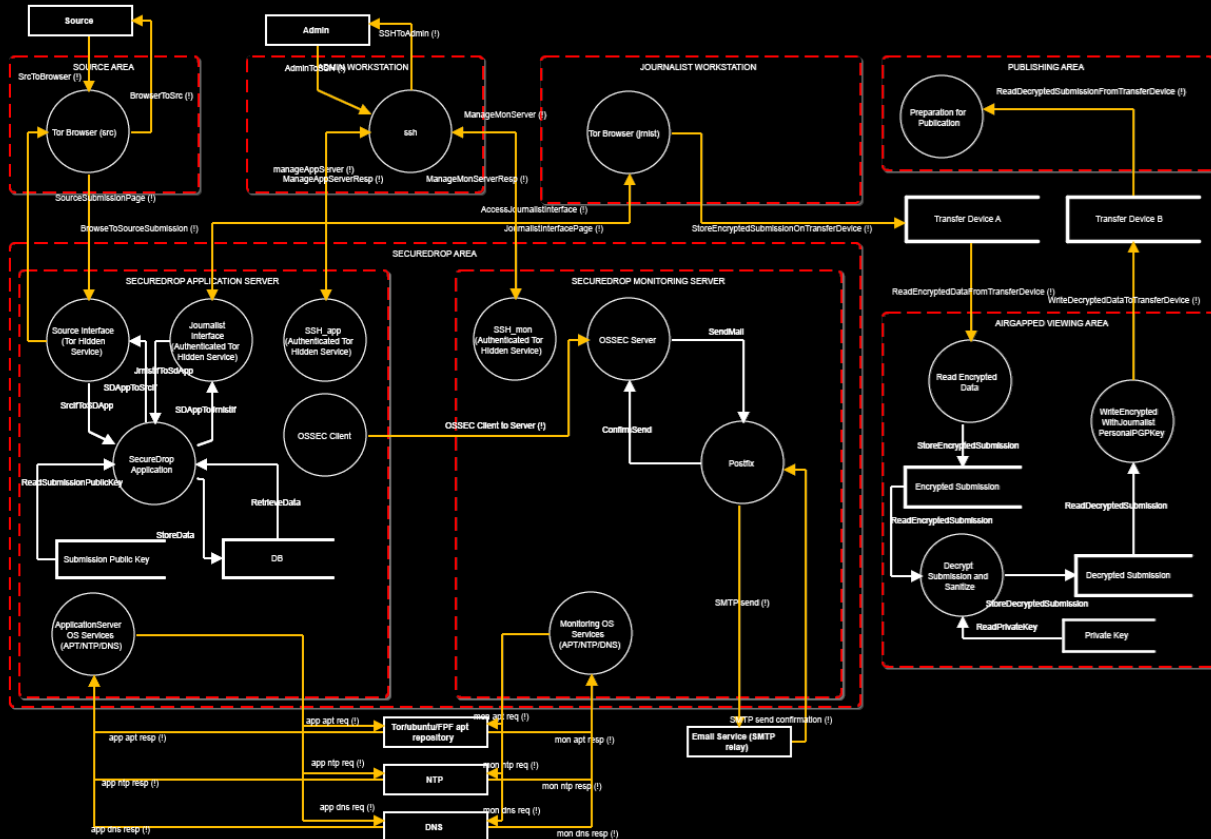 Source
Admin
SSHToAdmin (!)
SOURCE AREA
ADMIN WORKSTATION
JOURNALIST WORKSTATION
PUBLISHING AREA
SrcToBrowser (!)
BrowserToSrc (!)
ReadDecryptedSubmissionFromTransferDevice (!)
Tor Browser (src)
ssh
ManageMonServer (!)
Tor Browser (jrnlst)
Preparation for
Publication
manageAppServer (!)
ManageAppServerResp (!)
ManageMonServerResp (!)
SourceSubmissionPage (!)
AccessJournalistInterface (!)
BrowseToSourceSubmission (!)
JournalistInterfacePage (!)
StoreEncryptedSubmissionOnTransferDevice (!)
Transfer Device A
Transfer Device B
SECUREDROP AREA
SECUREDROP APPLICATION SERVER
SECUREDROP MONITORING SERVER
ReadEncryptedDataFromTransferDevice (!)
WriteDecryptedDataToTransferDevice (!)
AIRGAPPED VIEWING AREA
Source Interface
(Tor Hidden
Service)
Journalist
Interface
(Authenticated Tor
Hidden Service)
SSH_app
(Authenticated Tor
Hidden Service)
SSH_mon
(Authenticated Tor
Hidden Service)
OSSEC Server
SendMail
JrnlstIfToSdApp
SDAppToSrcIf
SrcIfToSDApp
SDAppToJrnlstIf
Read Encrypted
Data
WriteEncrypted
WithJournalist
PersonalPGPKey
OSSEC Client
OSSEC Client to Server (!)
ConfirmSend
Postfix
StoreEncryptedSubmission
SecureDrop
Application
ReadSubmissionPublicKey
RetrieveData
StoreData
Encrypted Submission
ReadDecryptedSubmission
ReadEncryptedSubmission
Submission Public Key
DB
Decrypt
Submission and
Sanitize
Decrypted Submission
StoreDecryptedSubmission
SMTP send (!)
ReadPrivateKey
Private Key
ApplicationServer
OS Services
(APT/NTP/DNS)
Monitoring OS
Services
(APT/NTP/DNS)
app apt req (!)
mon apt req (!)
Tor/ubuntu/FPF apt
repository
app apt resp (!)
mon apt resp (!)
SMTP send confirmation (!)
Email Service (SMTP
relay)
app ntp req (!)
mon ntp req (!)
NTP
app ntp resp (!)
mon ntp resp (!)
app dns req (!)
mon dns req (!)
DNS
app dns resp (!)
mon dns resp (!)